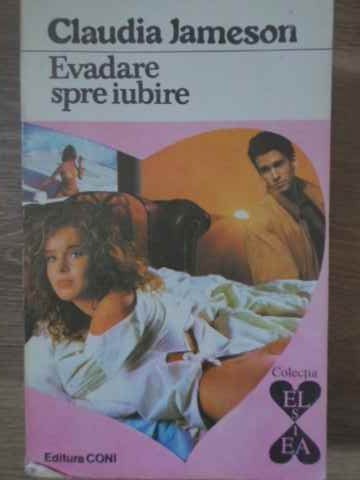 Claudia Jameson
Evadare
spre iubire
Colecția
EL
ȘI
EA
Editura CONI